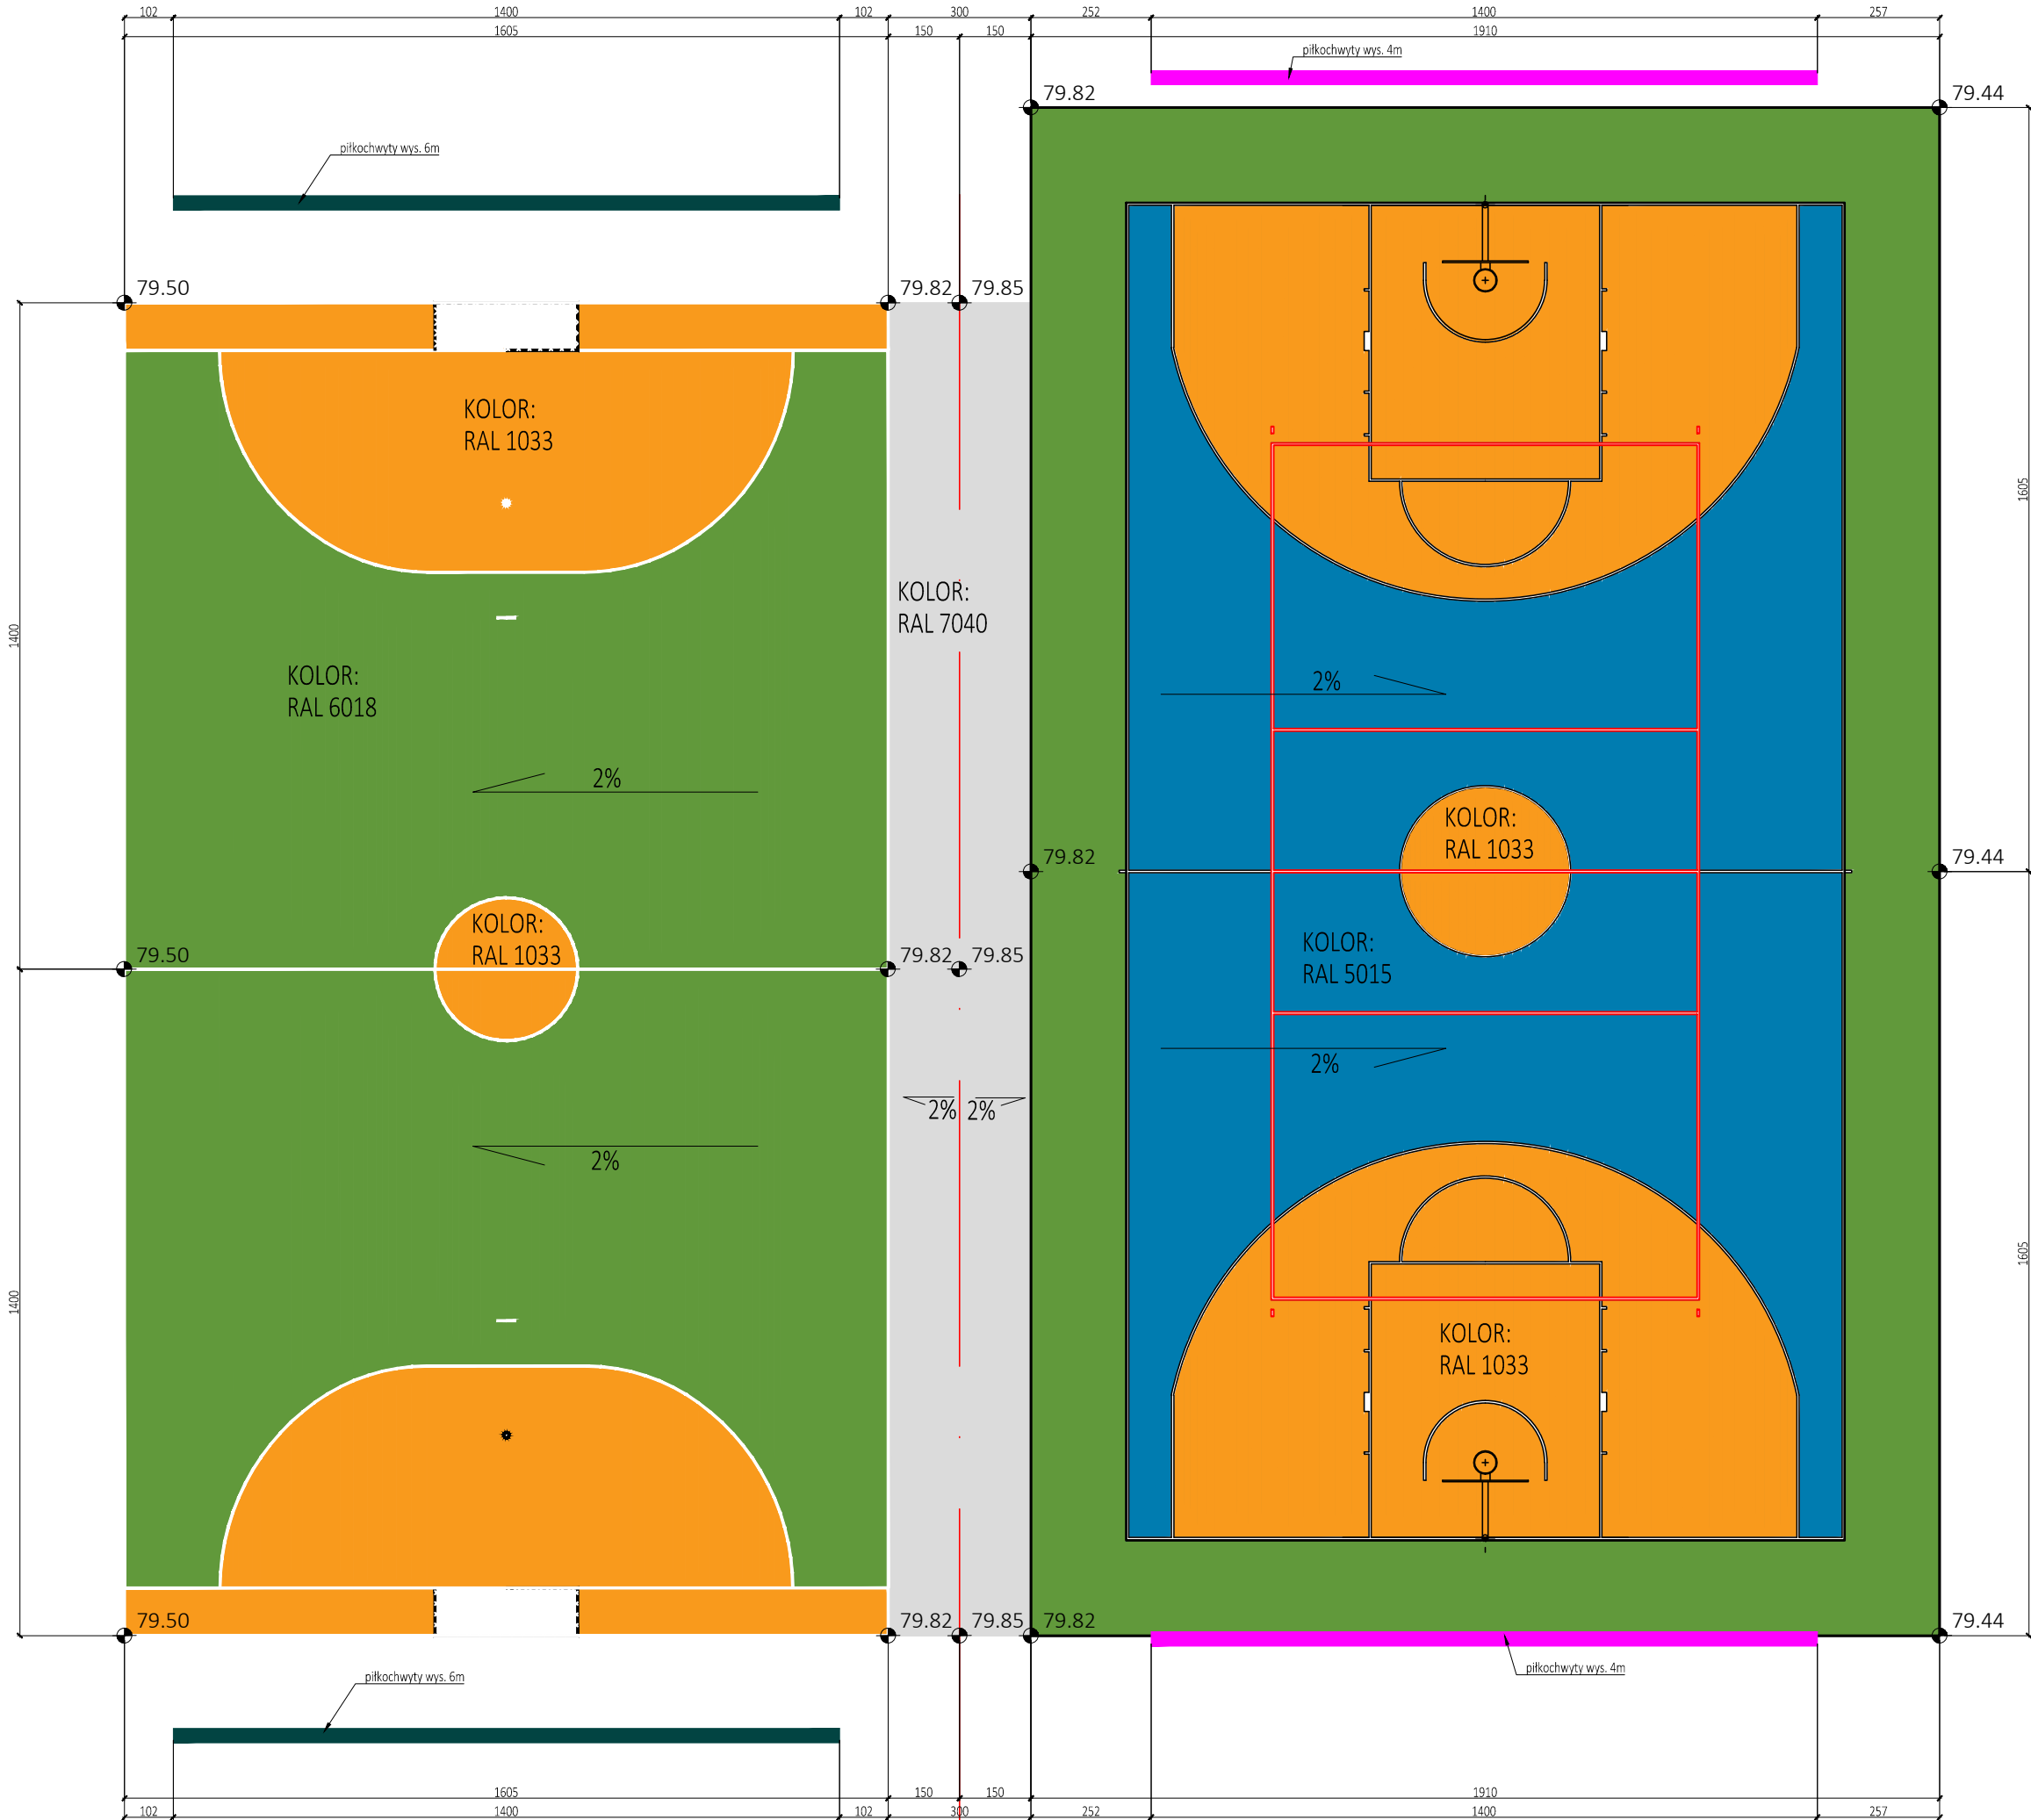 102 1400 102 300 252 1400 257
1605 150 150 1910
piłkochwyty wys. 4m
79.82 79.44
piłkochwyty wys. 6m
79.50 79.82 79.85
KOLOR:
RAL 1033
1605
KOLOR:
RAL 7040
1400
KOLOR:
RAL 6018
2%
2%
KOLOR:
RAL 1033
79.82 79.44
KOLOR:
RAL 1033
79.50 79.82 79.85
KOLOR:
RAL 5015
2%
2% 2%
2%
1605
1400
KOLOR:
RAL 1033
79.50 79.82 79.85 79.82 79.44
piłkochwyty wys. 4m
piłkochwyty wys. 6m
1605 150 150 1910
102 1400 102 300 252 1400 257